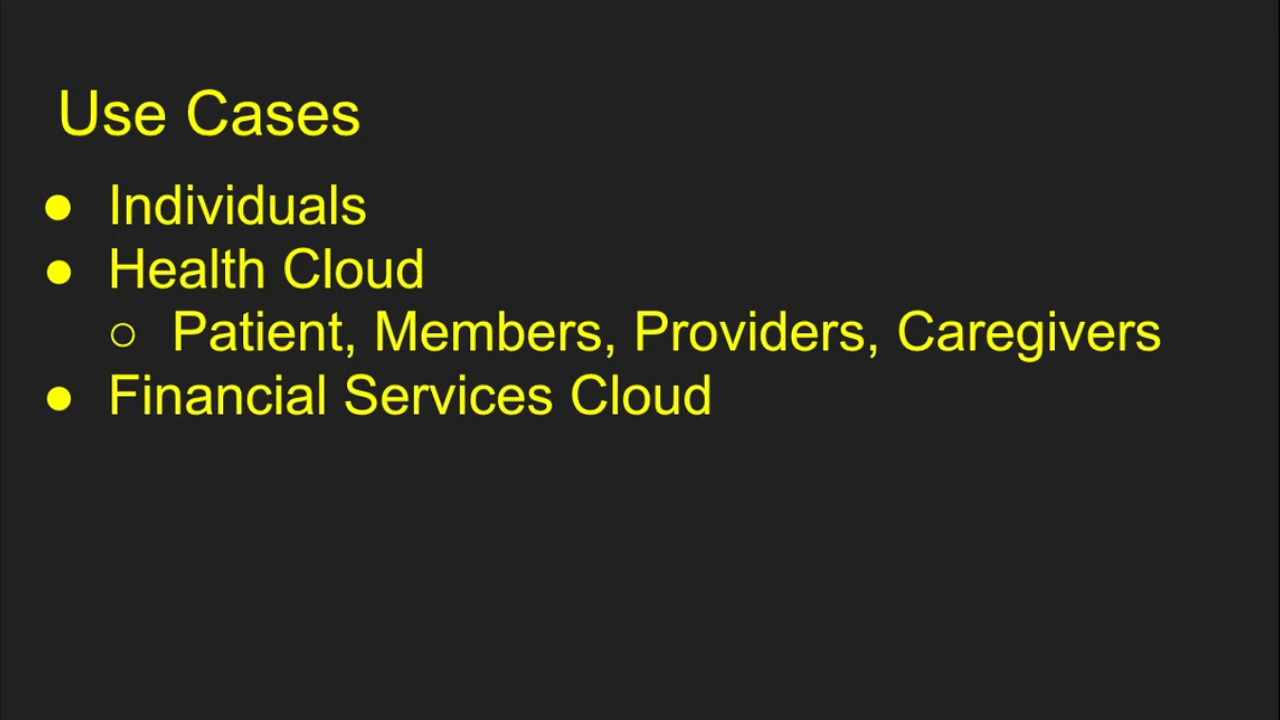 Use Cases
● Individuals
● Health Cloud
○ Patient, Members, Providers, Caregivers
● Financial Services Cloud